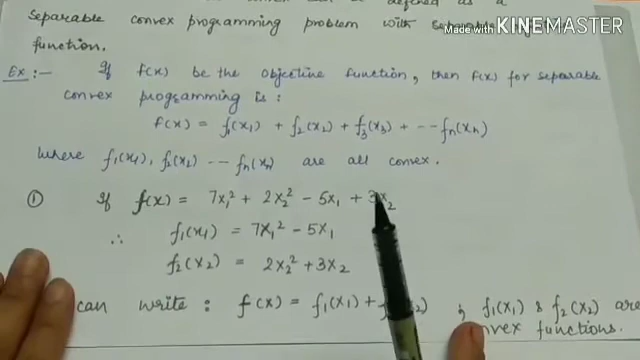 defined as a
Made with KINEMASTER
separable convex programming problem with separable
function.
Ex :- If f(x) be the objective function, then f(x) for separable
convex programming is :
f(x) = f₁(x₁) + f₂(x₂) + f₃(x₃) + -- fₙ(xₙ)
where f₁(x₁), f₂(x₂) -- fₙ(xₙ) are all convex.
① If f(x) = 7x₁² + 2x₂² - 5x₁ + 3x₂
∴ f₁(x₁) = 7x₁² - 5x₁
f₂(x₂) = 2x₂² + 3x₂
can write : f(x) = f₁(x₁) + ; f₁(x₁) & f₂(x₂) are
functions.